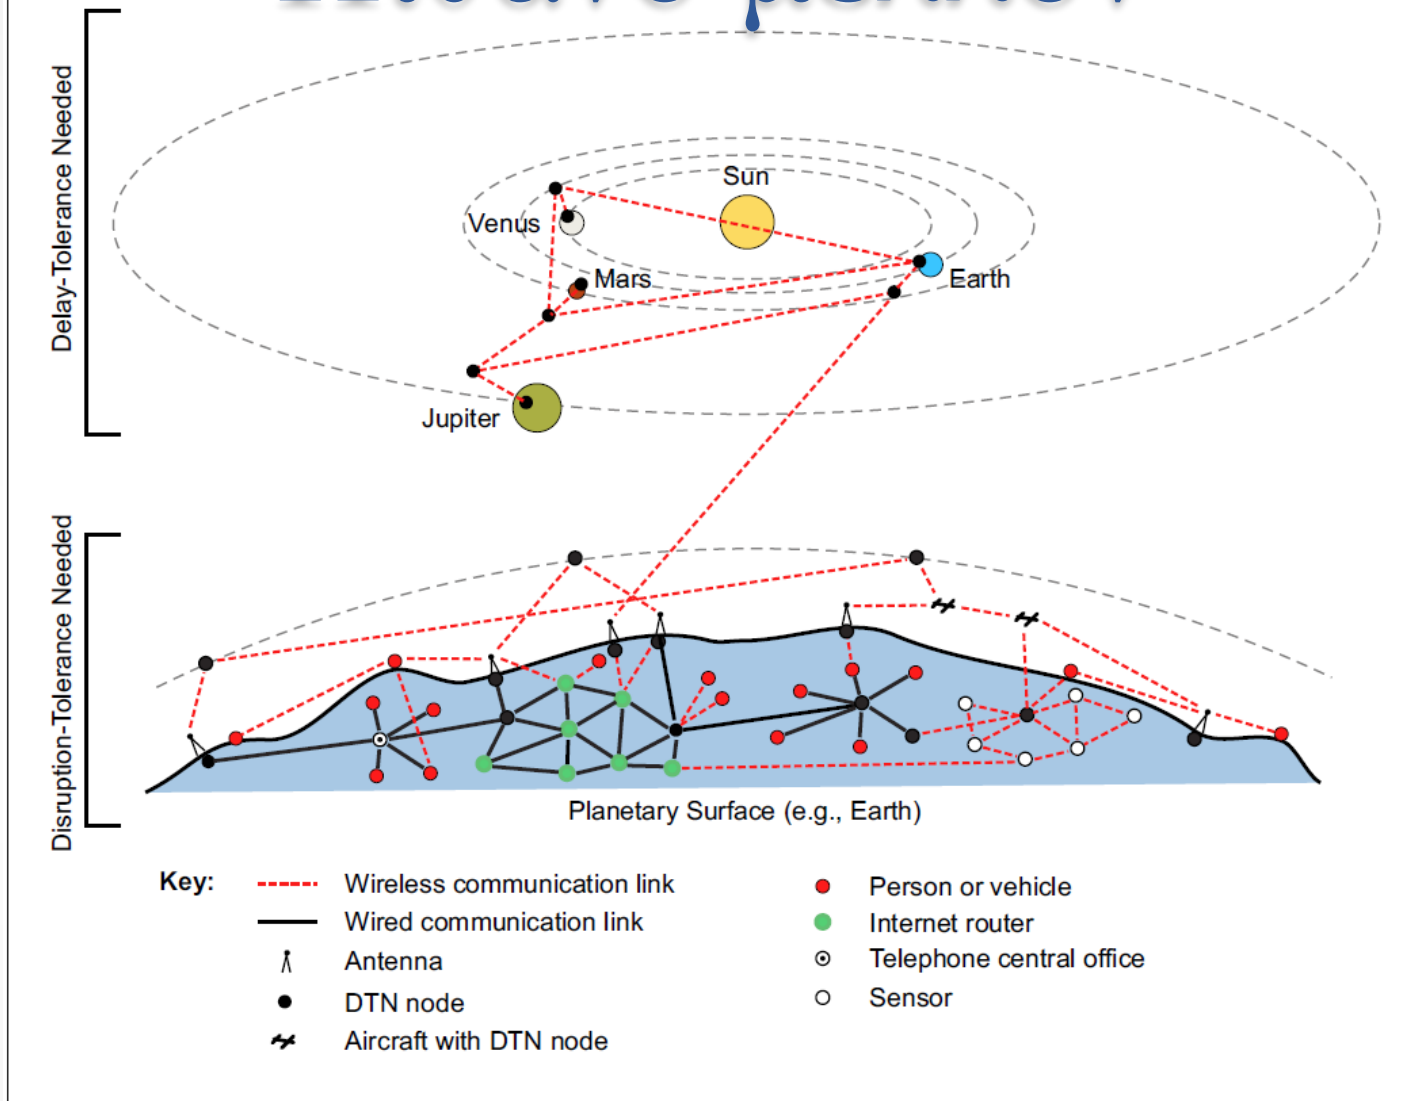 Delay-Tolerance Needed
Sun
Venus
Mars
Earth
Jupiter
Disruption-Tolerance Needed
Planetary Surface (e.g., Earth)
Key:
Wireless communication link
Wired communication link
Antenna
DTN node
Aircraft with DTN node
Person or vehicle
Internet router
Telephone central office
Sensor